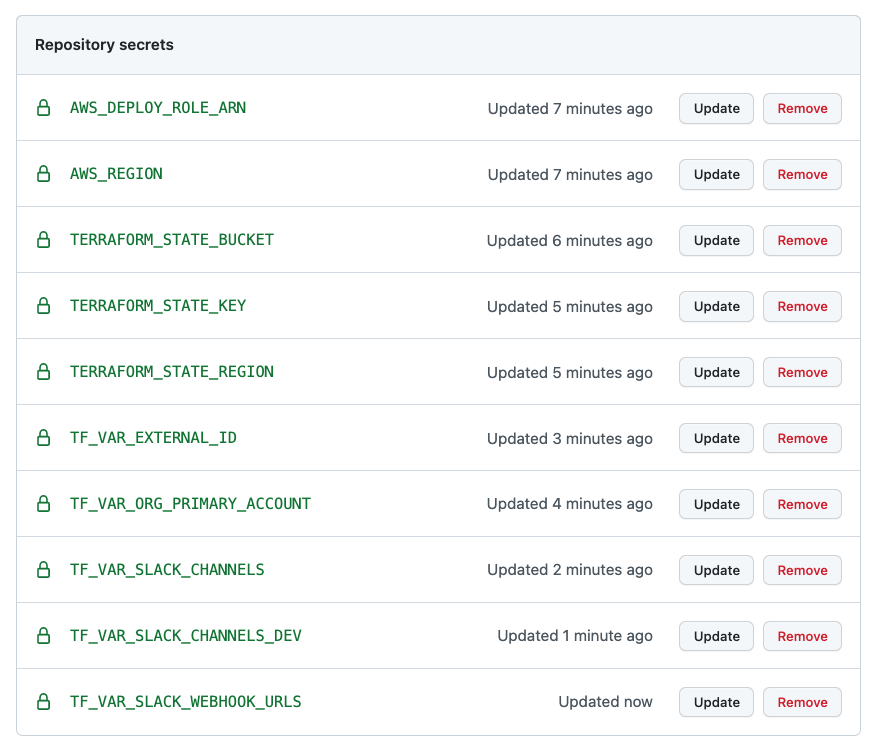 Repository secrets
AWS_DEPLOY_ROLE_ARN Updated 7 minutes ago Update Remove
AWS_REGION Updated 7 minutes ago Update Remove
TERRAFORM_STATE_BUCKET Updated 6 minutes ago Update Remove
TERRAFORM_STATE_KEY Updated 5 minutes ago Update Remove
TERRAFORM_STATE_REGION Updated 5 minutes ago Update Remove
TF_VAR_EXTERNAL_ID Updated 3 minutes ago Update Remove
TF_VAR_ORG_PRIMARY_ACCOUNT Updated 4 minutes ago Update Remove
TF_VAR_SLACK_CHANNELS Updated 2 minutes ago Update Remove
TF_VAR_SLACK_CHANNELS_DEV Updated 1 minute ago Update Remove
TF_VAR_SLACK_WEBHOOK_URLS Updated now Update Remove